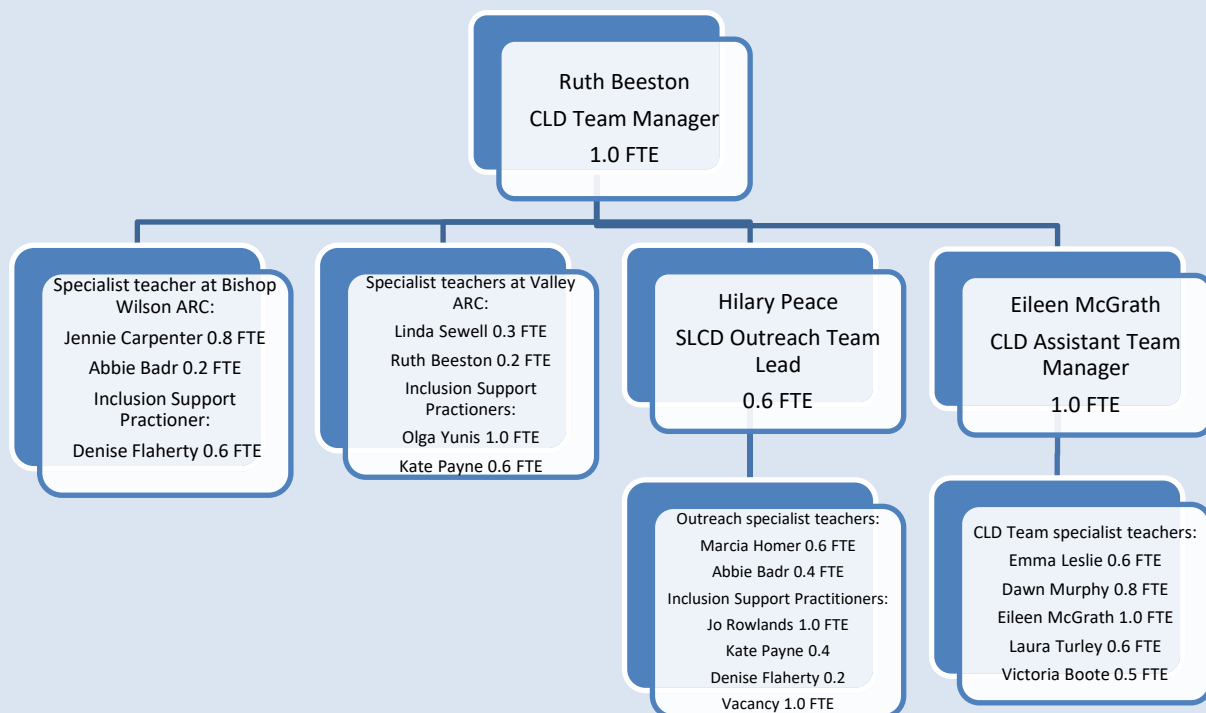 Ruth Beeston
CLD Team Manager
1.0 FTE
Specialist teacher at Bishop
Wilson ARC:
Jennie Carpenter 0.8 FTE
Abbie Badr 0.2 FTE
Inclusion Support
Practitioner:
Denise Flaherty 0.6 FTE
Specialist teachers at Valley
ARC:
Linda Sewell 0.3 FTE
Ruth Beeston 0.2 FTE
Inclusion Support
Practioners:
Olga Yunis 1.0 FTE
Kate Payne 0.6 FTE
Hilary Peace
SLCD Outreach Team
Lead
0.6 FTE
Eileen McGrath
CLD Assistant Team
Manager
1.0 FTE
Outreach specialist teachers:
Marcia Homer 0.6 FTE
Abbie Badr 0.4 FTE
Inclusion Support Practitioners:
Jo Rowlands 1.0 FTE
Kate Payne 0.4
Denise Flaherty 0.2
Vacancy 1.0 FTE
CLD Team specialist teachers:
Emma Leslie 0.6 FTE
Dawn Murphy 0.8 FTE
Eileen McGrath 1.0 FTE
Laura Turley 0.6 FTE
Victoria Boote 0.5 FTE